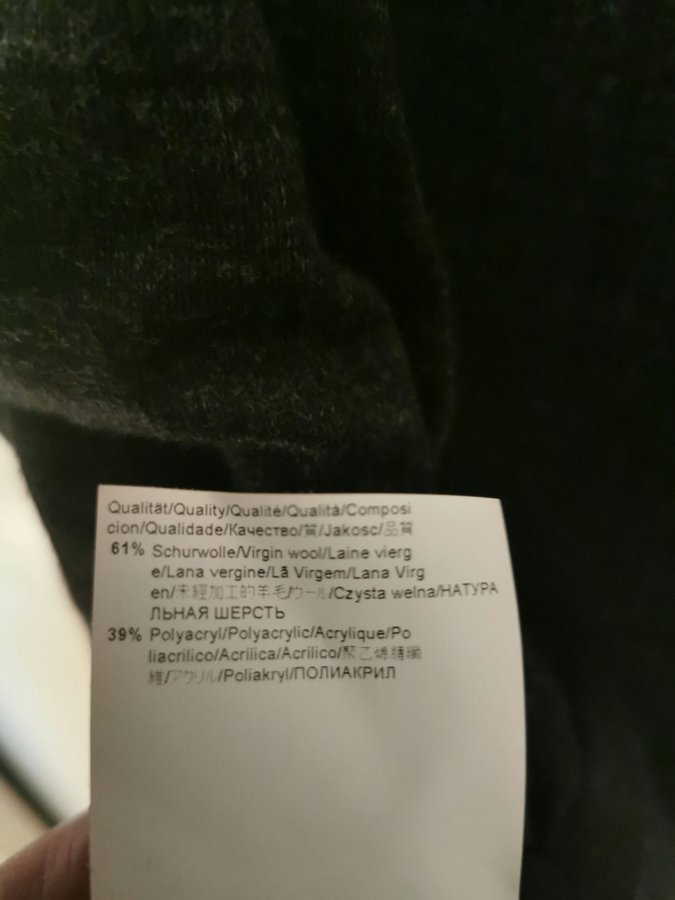 Qualität/Quality/Qualité/Qualità/Composi
cion/Qualidade/Качество/質/Jakosc/品質
61% Schurwolle/Virgin wool/Laine vierg
e/Lana vergine/Lã Virgem/Lana Virg
en/未經加工的羊毛/ウール/Czysta welna/НАТУРА
ЛЬНАЯ ШЕРСТЬ
39% Polyacryl/Polyacrylic/Acrylique/Po
liacrilico/Acrílica/Acrilico/聚乙烯積纖
維/アクリル/Poliakryl/ПОЛИАКРИЛ